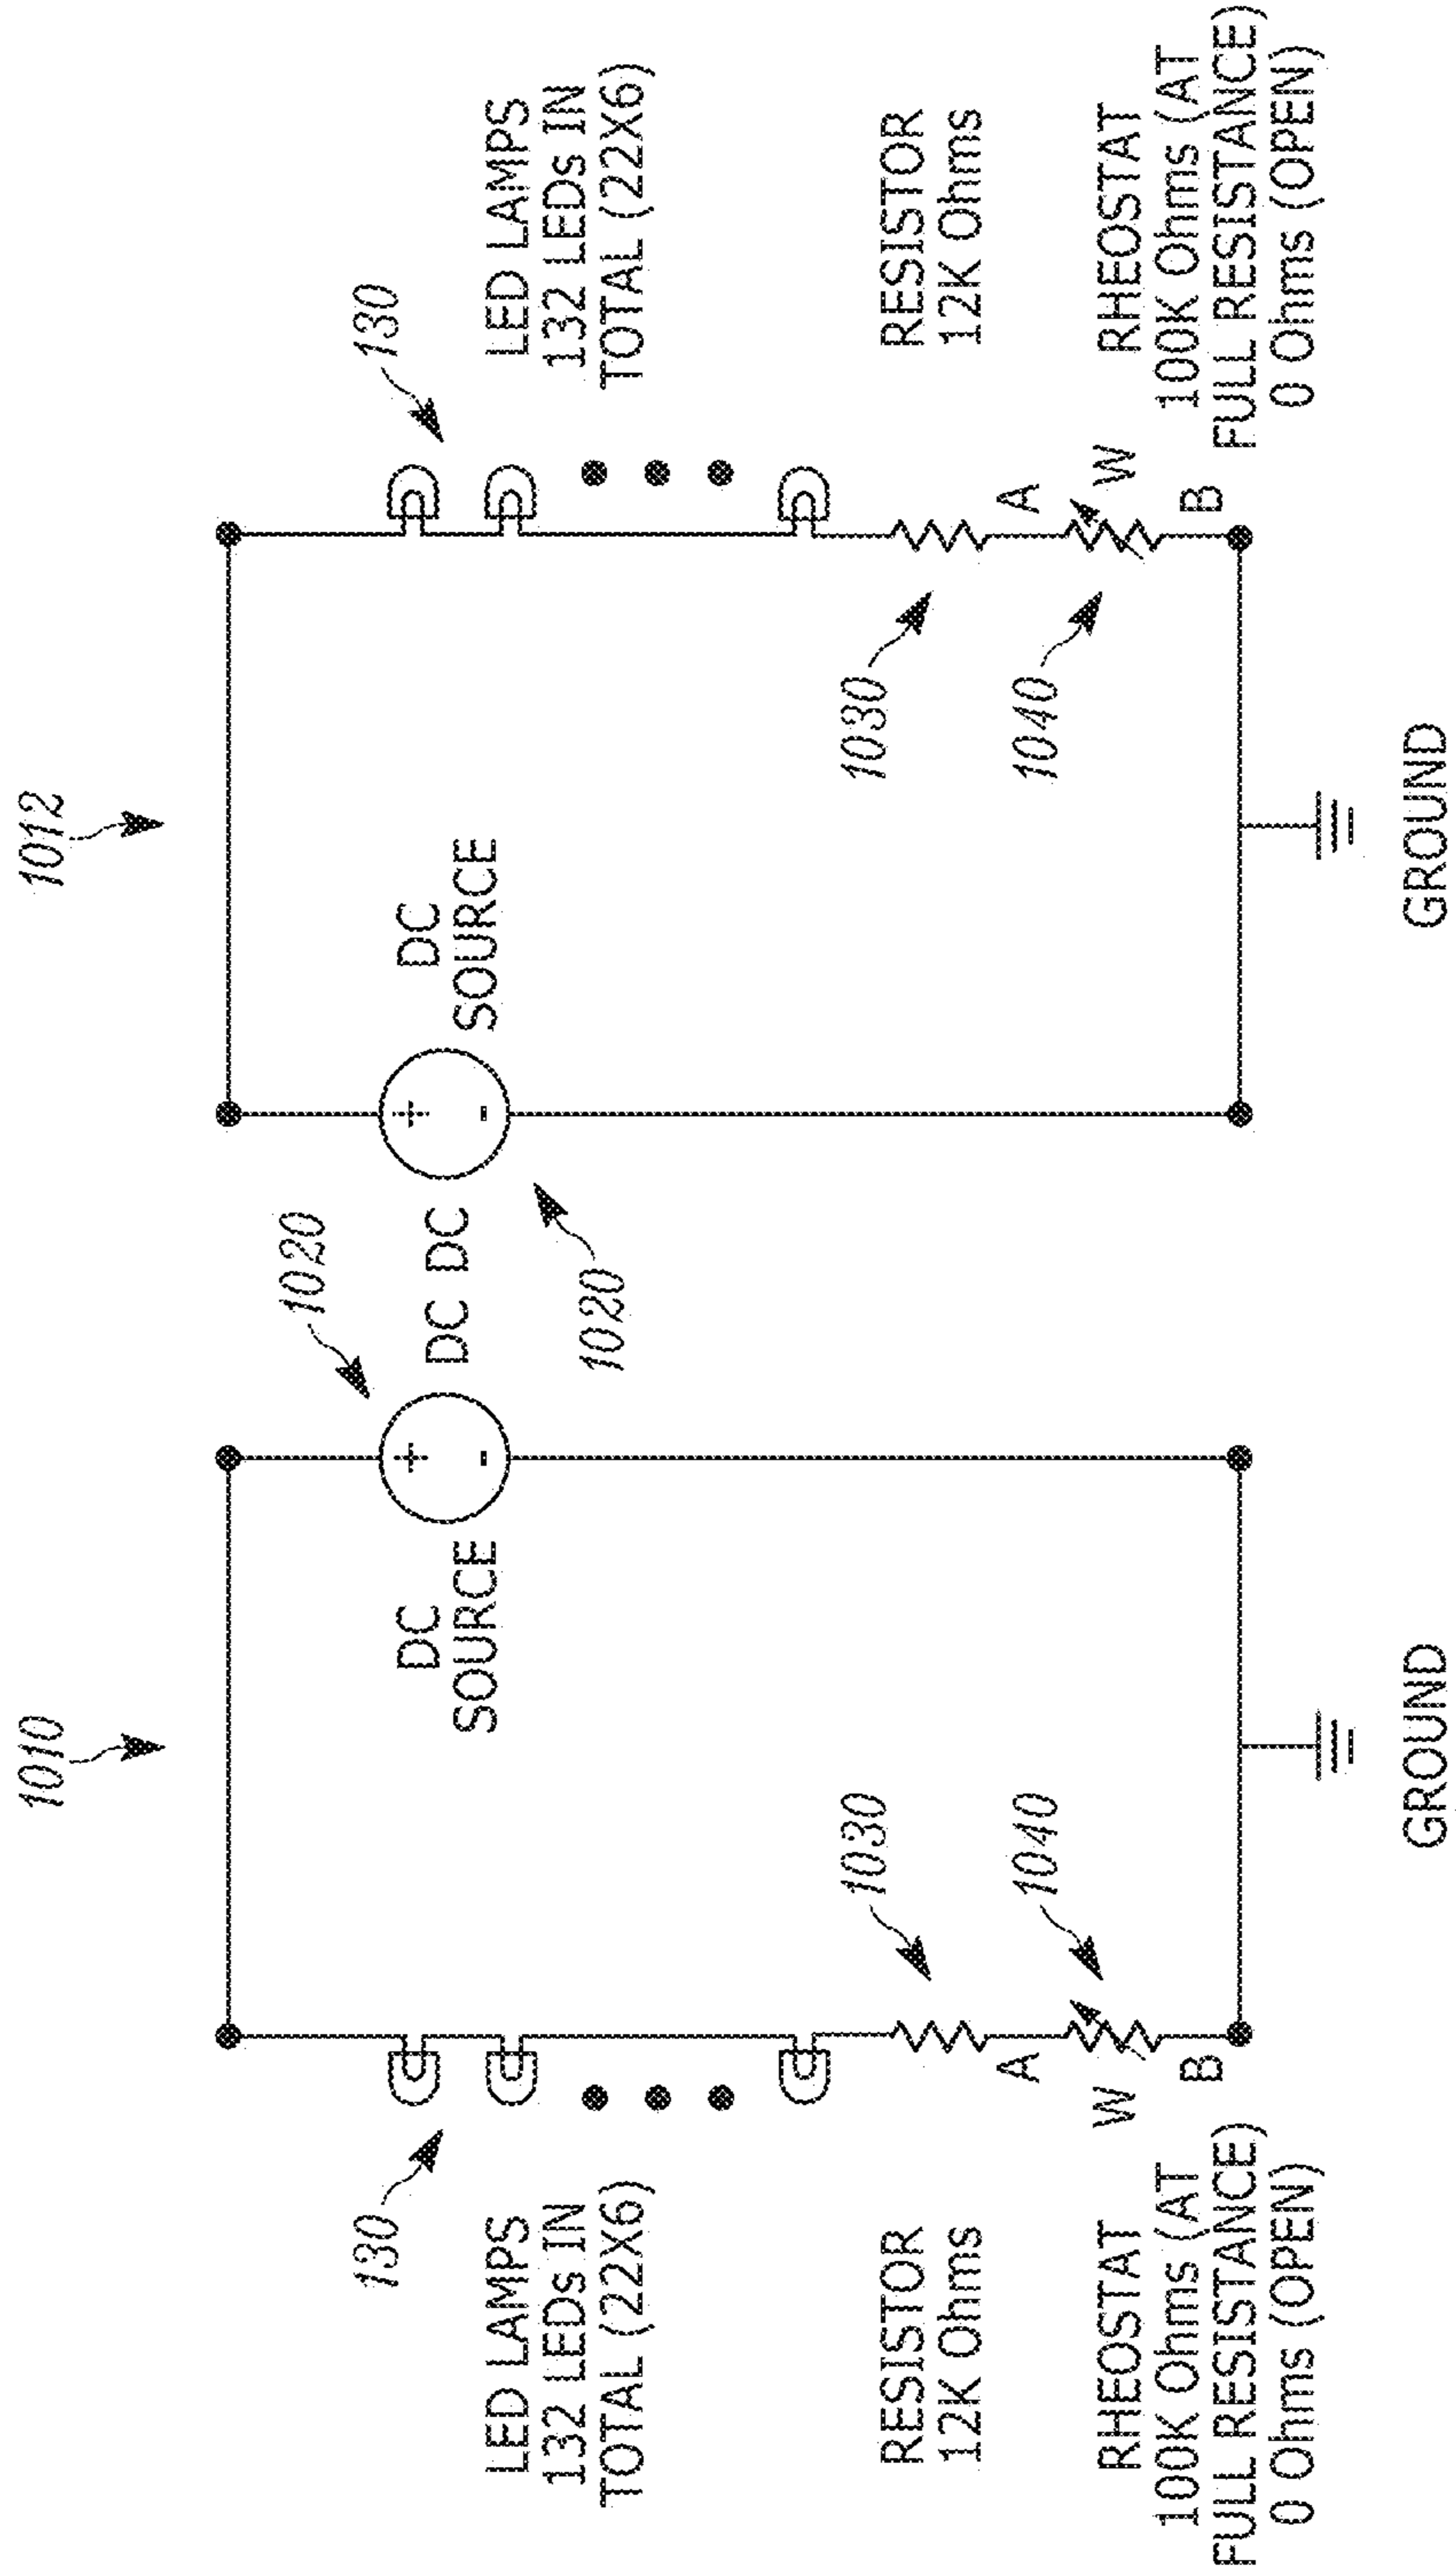 1010
1012
130
LED LAMPS
132 LEDs IN
TOTAL (22X6)
DC
SOURCE
+
-
1020
DC DC
1020
+
-
DC
SOURCE
130
LED LAMPS
132 LEDs IN
TOTAL (22X6)
RESISTOR
12K Ohms
1030
1030
RESISTOR
12K Ohms
RHEOSTAT
100K Ohms (AT
FULL RESISTANCE)
0 Ohms (OPEN)
A
W
B
1040
1040
A
W
B
RHEOSTAT
100K Ohms (AT
FULL RESISTANCE)
0 Ohms (OPEN)
GROUND
GROUND